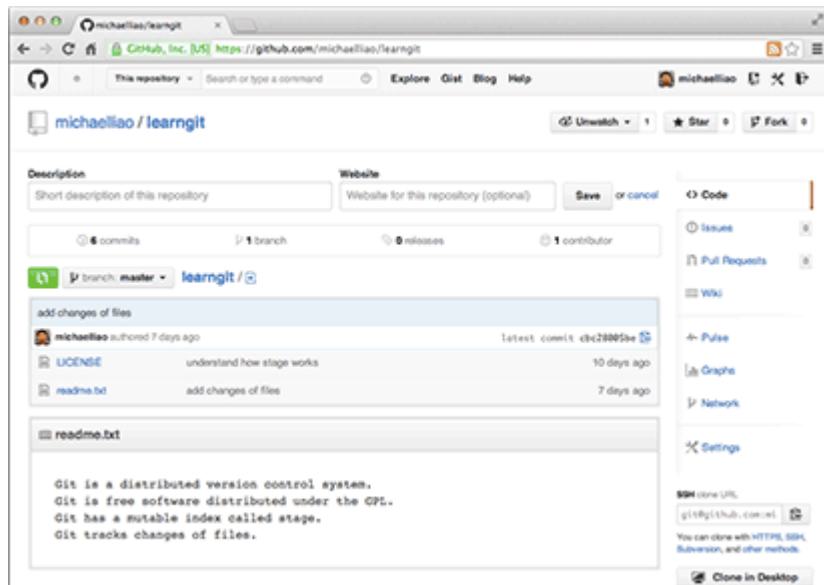 michaelliao/learngit
GitHub, Inc. [US] https://github.com/michaelliao/learngit
This repository Search or type a command Explore Gist Blog Help michaelliao
michaelliao / learngit Unwatch 1 Star 0 Fork 0
Description Website
Short description of this repository Website for this repository (optional) Save or cancel
<> Code
6 commits 1 branch 0 releases 1 contributor
Issues 0
Pull Requests 0
Wiki
branch: master learngit /
add changes of files
michaelliao authored 7 days ago latest commit cbc28005be
Pulse
LICENSE understand how stage works 10 days ago
Graphs
readme.txt add changes of files 7 days ago
Network
readme.txt
Settings
Git is a distributed version control system.
Git is free software distributed under the GPL.
Git has a mutable index called stage.
Git tracks changes of files.
SSH clone URL
git@github.com:mi
You can clone with HTTPS, SSH,
Subversion, and other methods.
Clone in Desktop